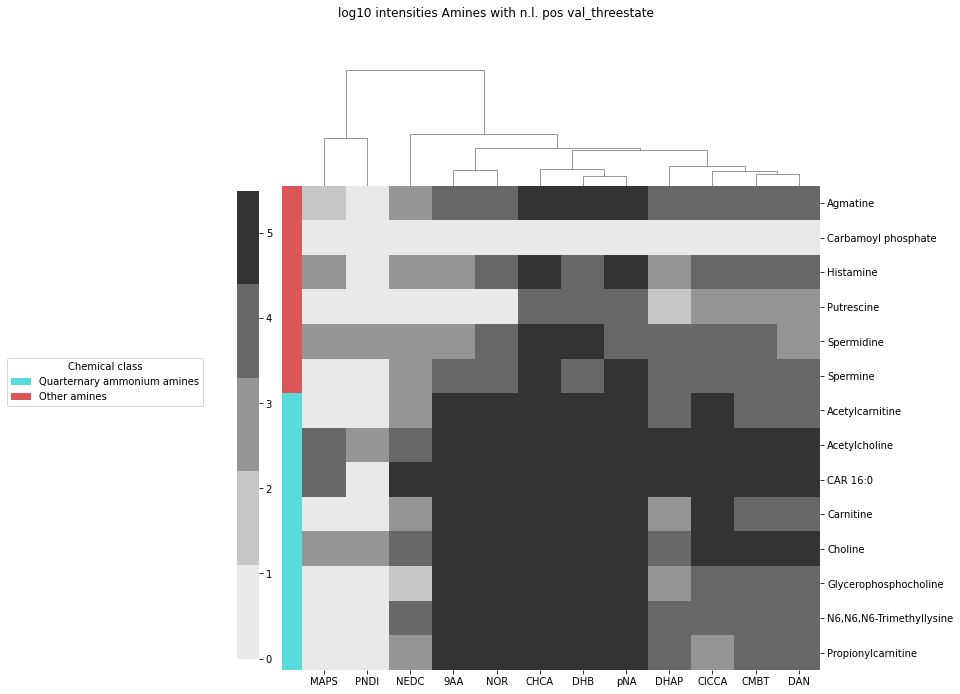 log10 intensities Amines with n.l. pos val_threestate
Agmatine
Carbamoyl phosphate
Histamine
Putrescine
Spermidine
Spermine
Acetylcarnitine
Acetylcholine
CAR 16:0
Carnitine
Choline
Glycerophosphocholine
N6,N6,N6-Trimethyllysine
Propionylcarnitine
5
4
3
2
1
0
Chemical class
Quarternary ammonium amines
Other amines
MAPS PNDI NEDC 9AA NOR CHCA DHB pNA DHAP ClCCA CMBT DAN